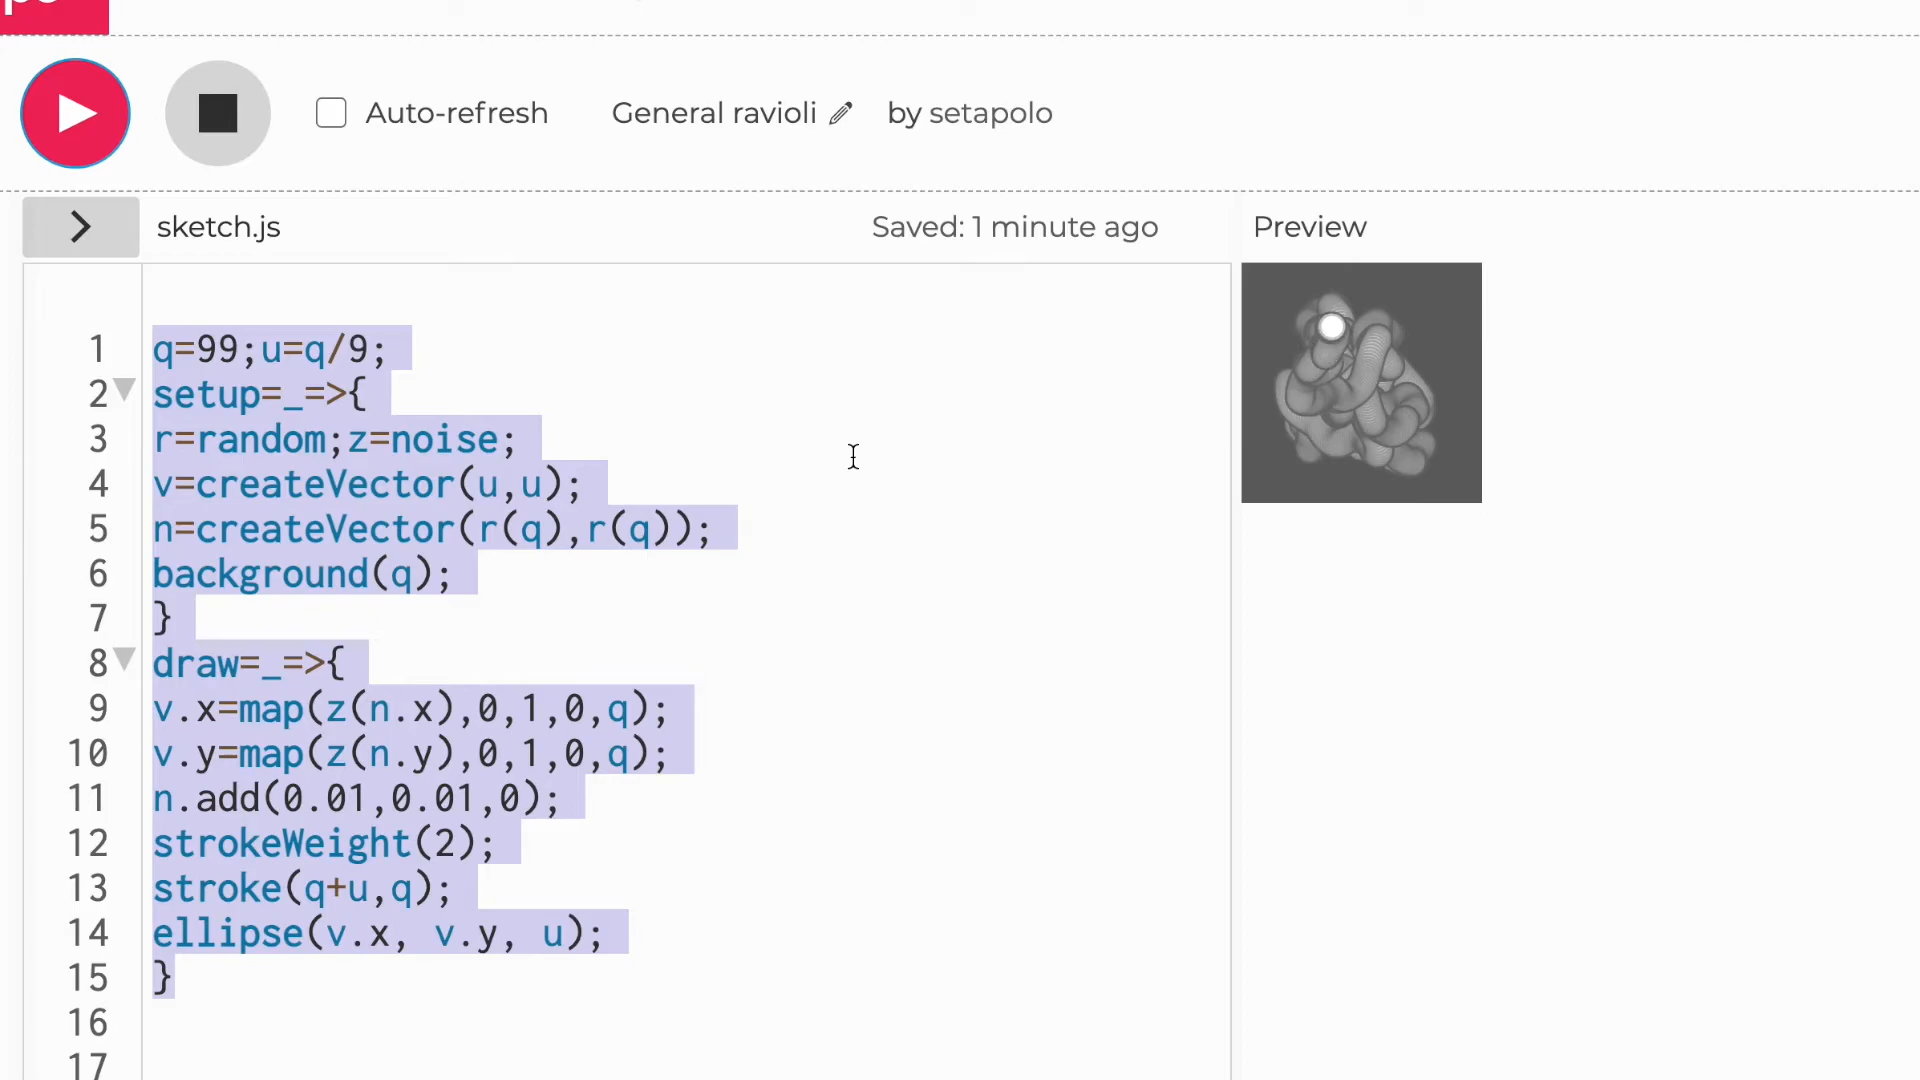 Auto-refresh
General ravioli
by setapolo
sketch.js
Saved: 1 minute ago
Preview
1 q=99;u=q/9;
2 setup=_=>{
3 r=random;z=noise;
4 v=createVector(u,u);
5 n=createVector(r(q),r(q));
6 background(q);
7 }
8 draw=_=>{
9 v.x=map(z(n.x),0,1,0,q);
10 v.y=map(z(n.y),0,1,0,q);
11 n.add(0.01,0.01,0);
12 strokeWeight(2);
13 stroke(q+u,q);
14 ellipse(v.x, v.y, u);
15 }
16
17